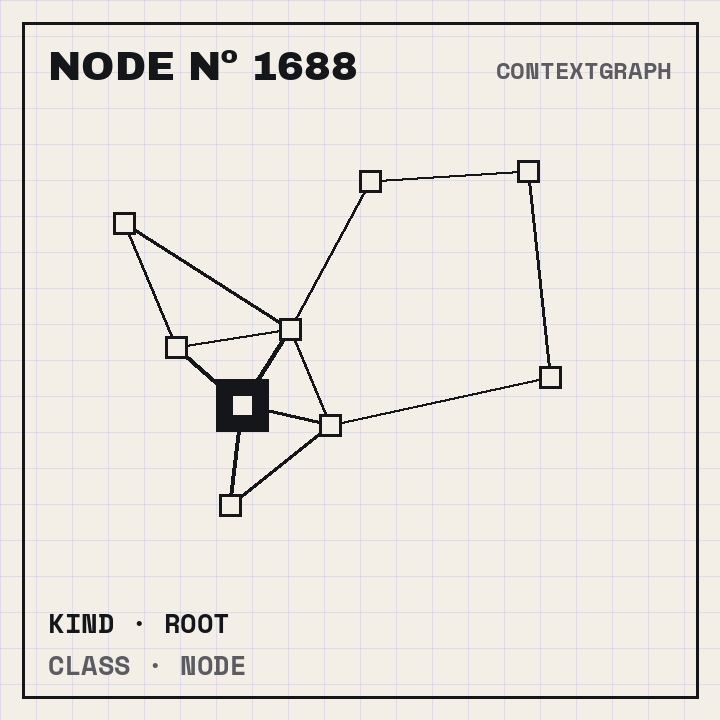 NODE Nº 1688
CONTEXTGRAPH
KIND · ROOT
CLASS · NODE